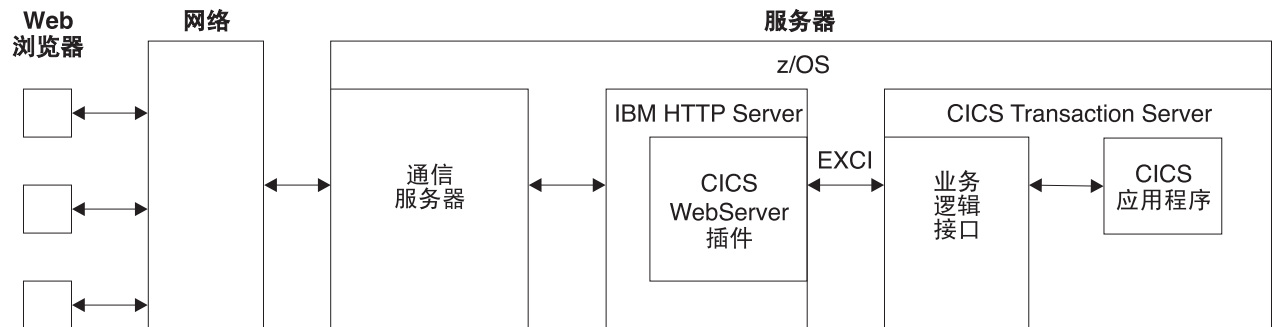 Web
浏览器
网络
服务器
z/OS
IBM HTTP Server
CICS Transaction Server
通信
服务器
CICS
WebServer
插件
EXCI
业务
逻辑
接口
CICS
应用程序